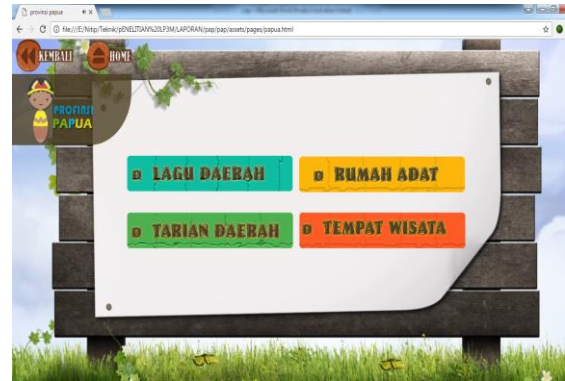 provinsi papua
file:///E:/Nitip/Teknik/pENELITIAN%20LP3M/LAPORAN/pap/pap/assets/pages/papua.html
KEMBALI HOME
PROFINSI
PAPUA
LAGU DAERAH
RUMAH ADAT
TARIAN DAERAH
TEMPAT WISATA